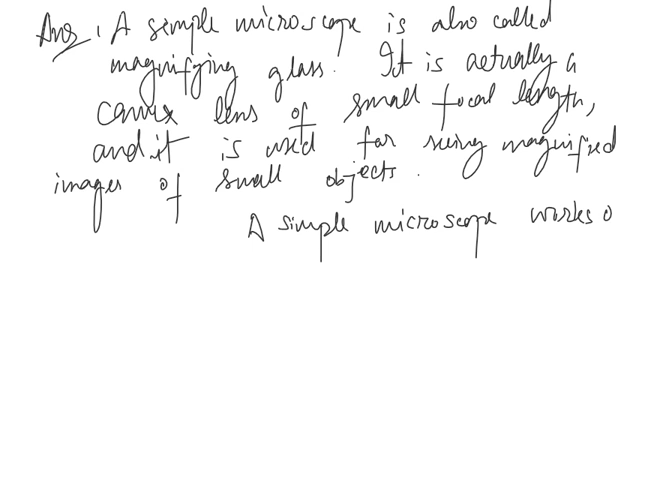 Ans: A simple microscope is also called
magnifying glass. It is actually a
convex lens of small focal length,
and it is used for seeing magnified
images of small objects.
A simple microscope works o